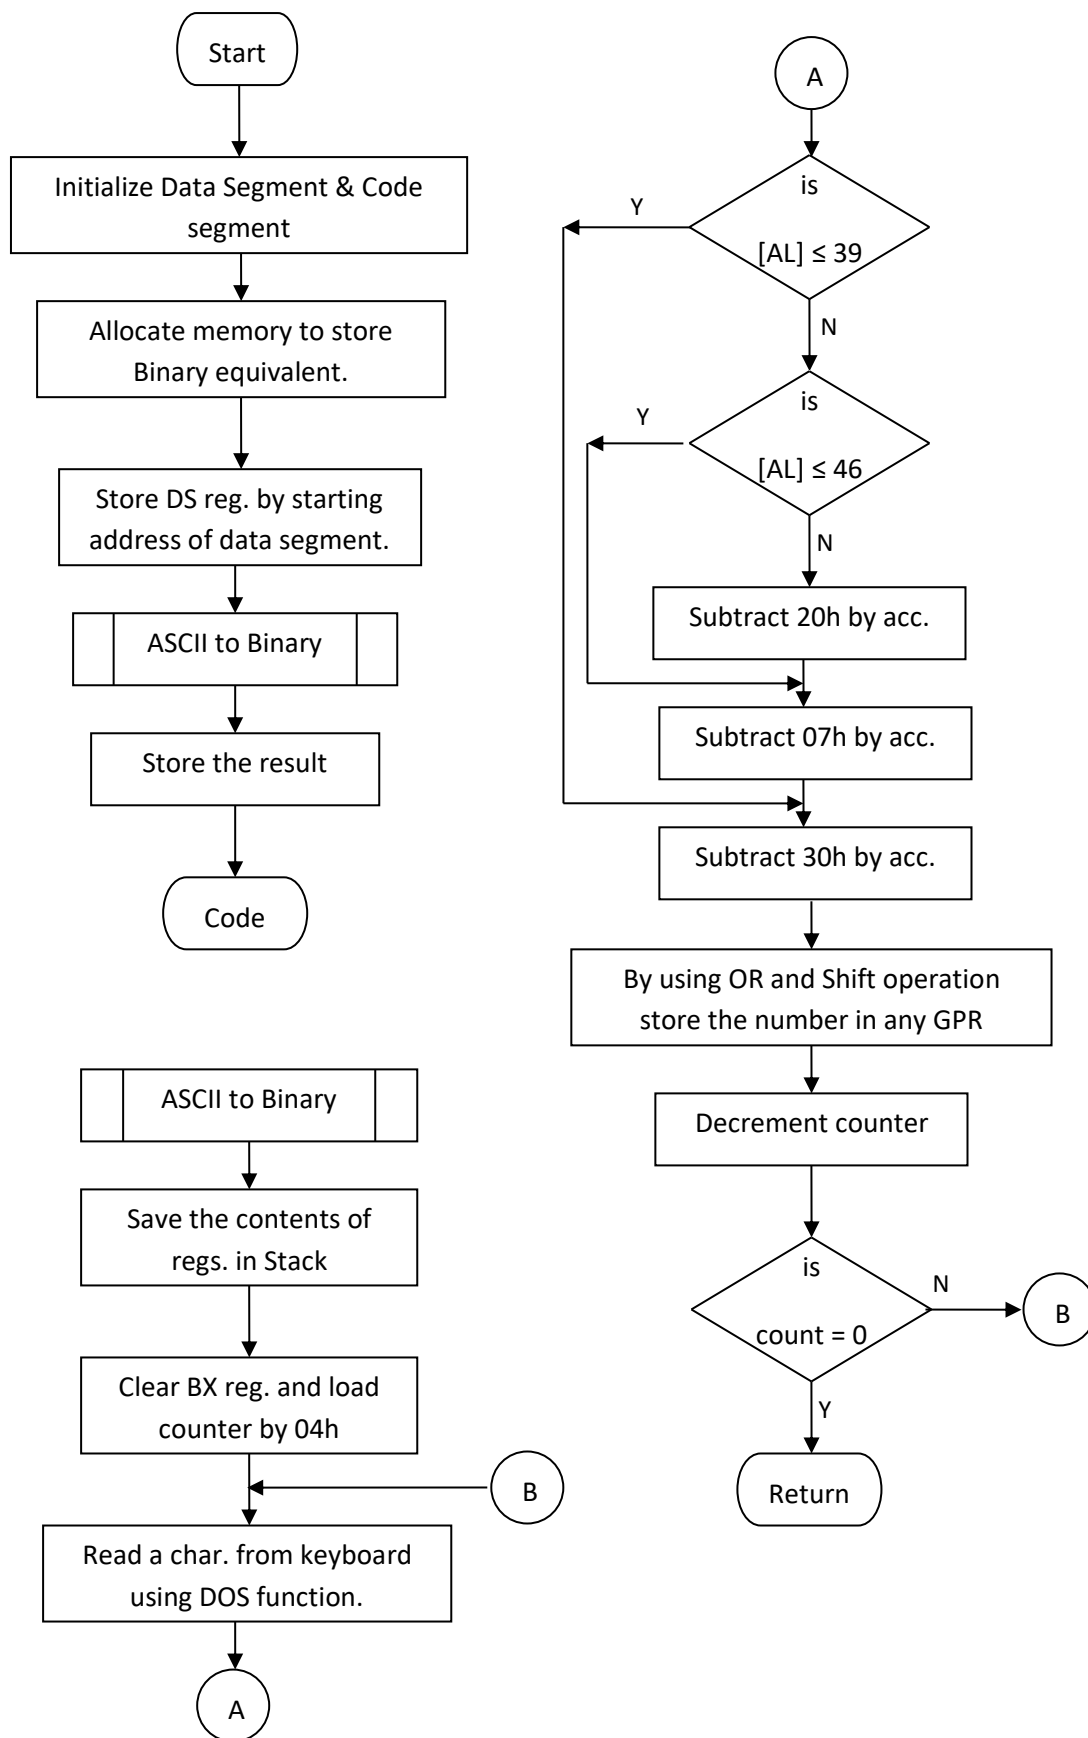 Start
Initialize Data Segment & Code
segment
Allocate memory to store
Binary equivalent.
Store DS reg. by starting
address of data segment.
ASCII to Binary
Store the result
Code
ASCII to Binary
Save the contents of
regs. in Stack
Clear BX reg. and load
counter by 04h
B
Read a char. from keyboard
using DOS function.
A
A
is
[AL] ≤ 39
Y
N
is
[AL] ≤ 46
Y
N
Subtract 20h by acc.
Subtract 07h by acc.
Subtract 30h by acc.
By using OR and Shift operation
store the number in any GPR
Decrement counter
is
count = 0
N
B
Y
Return